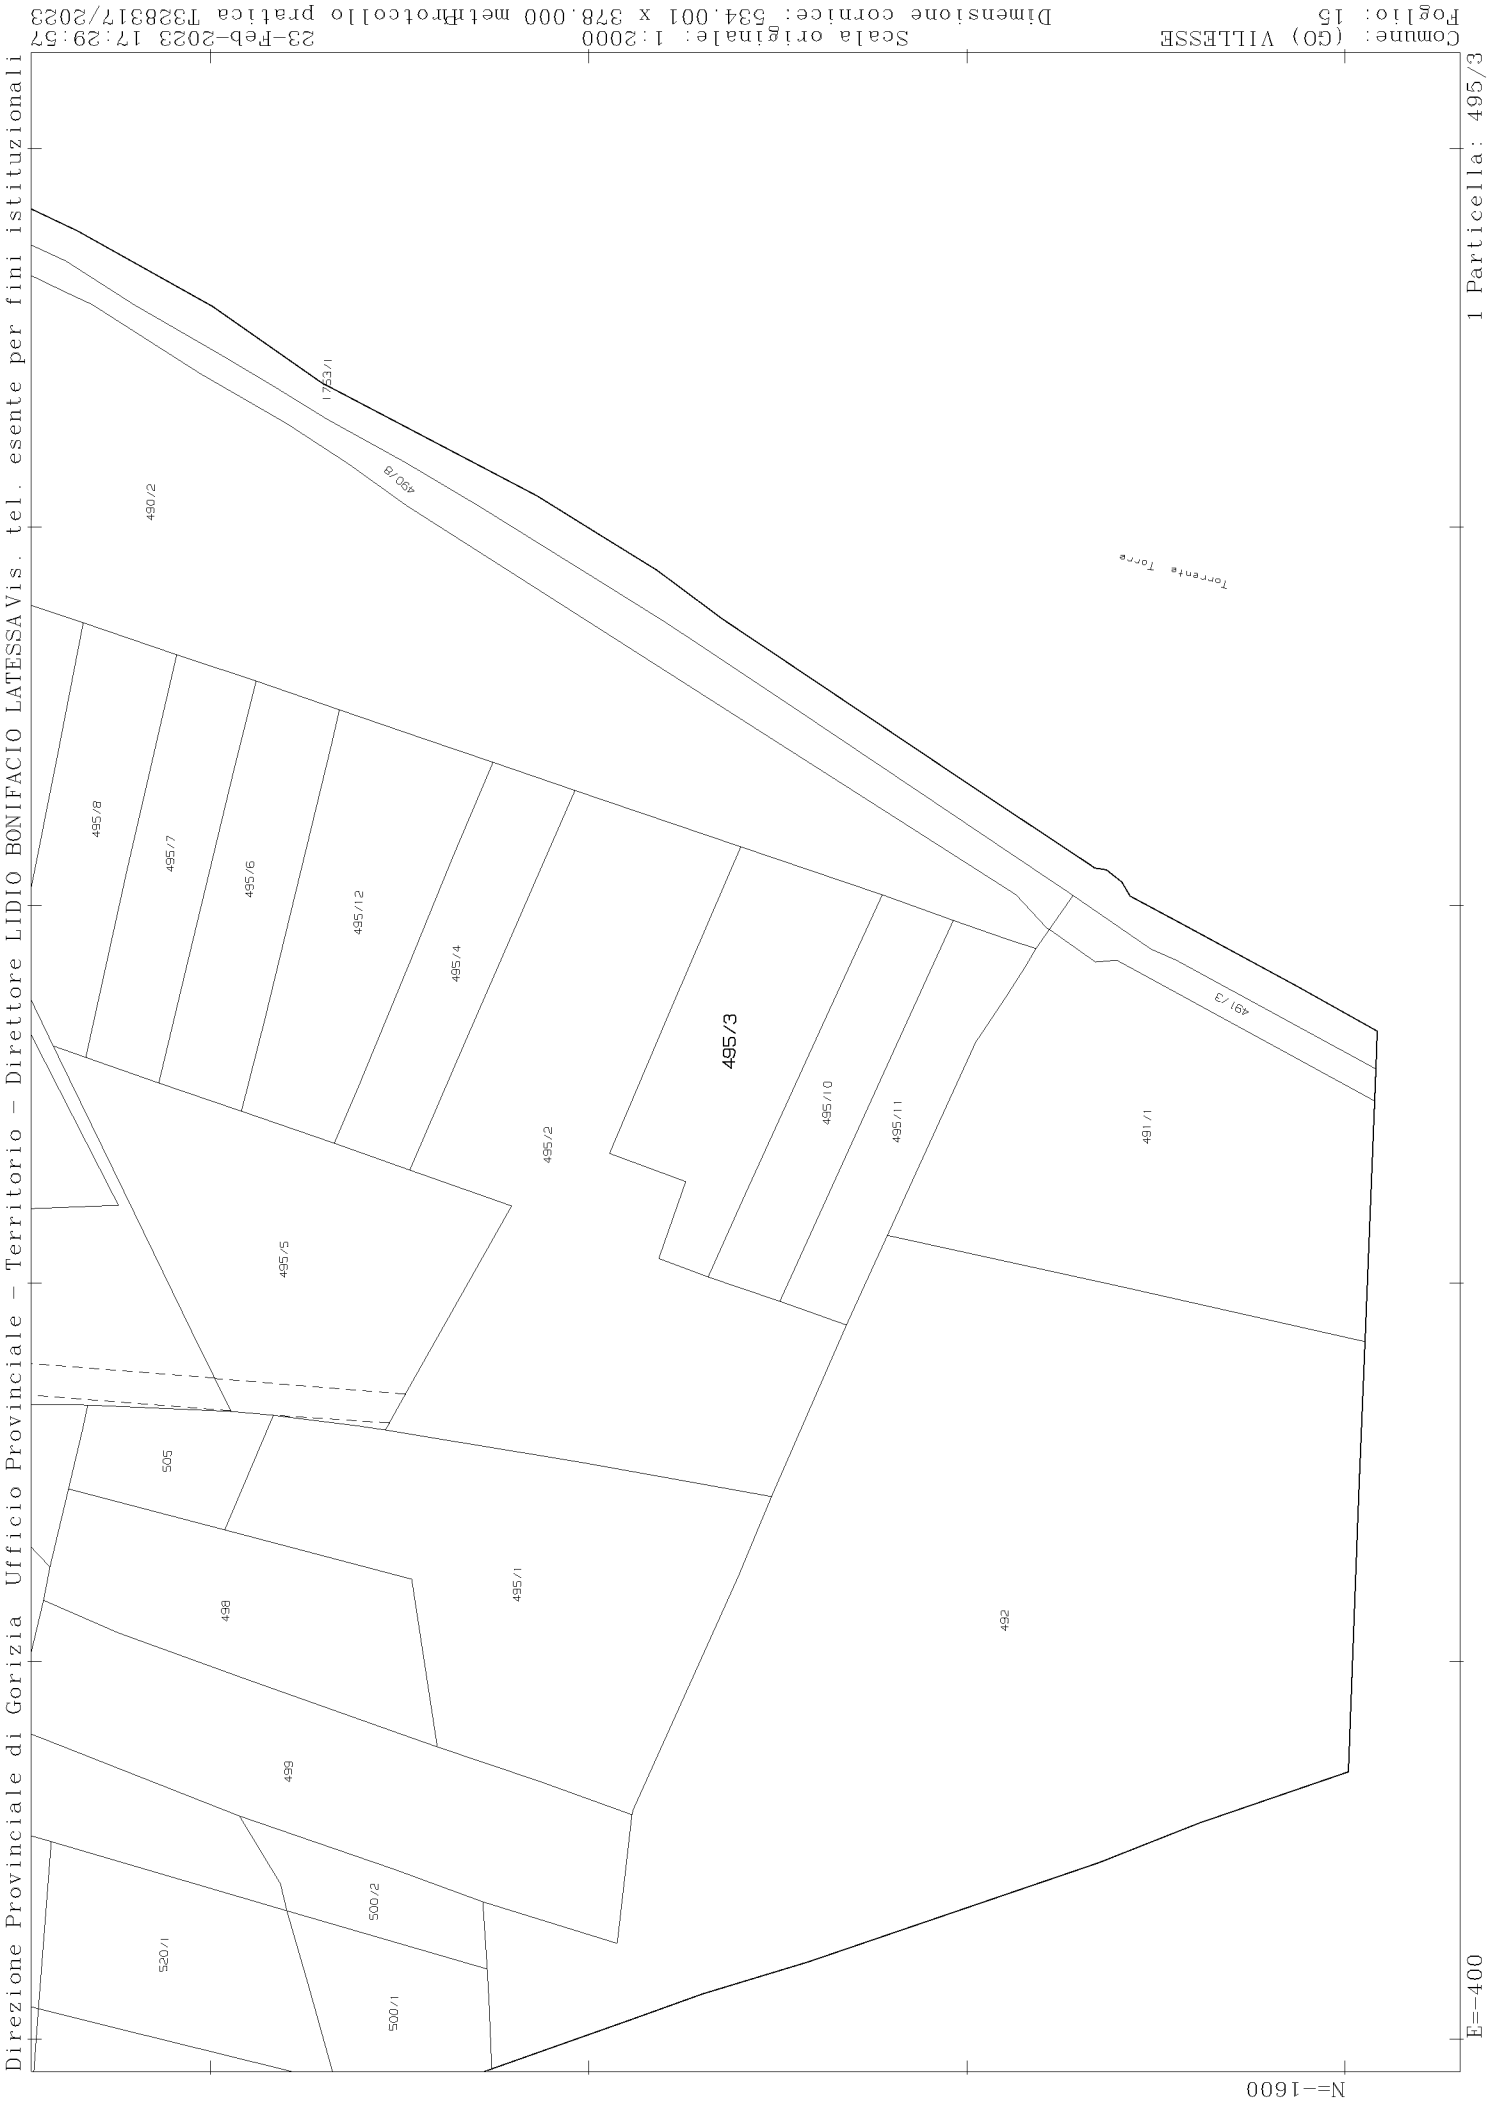 Direzione Provinciale di Gorizia Ufficio Provinciale - Territorio - Direttore LIDIO BONIFACIO LATESSA Vis. tel. esente per fini istituzionali
N=-1600
E=-400
1 Particella: 495/3
Comune: (GO) VILLESSE
Foglio: 15
Scala originale: 1:2000
Dimensione cornice: 534.001 x 378.000 metri
23-Feb-2023 17:29:57
Protocollo pratica T328317/2023
1763/1
490/8
490/2
Torrente Torre
495/8
495/7
495/6
495/12
495/4
495/3
495/10
495/11
491/3
491/1
495/2
495/5
505
498
495/1
492
499
500/2
520/1
500/1